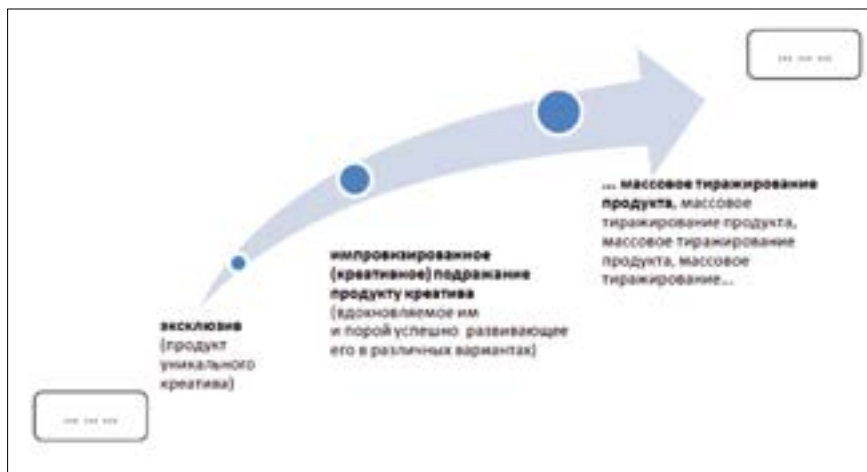 ... ... ...
... массовое тиражирование
продукта, массовое
тиражирование продукта,
массовое тиражирование
продукта, массовое
тиражирование...
импровизированное
(креативное) подражание
продукту креатива
(вдохновляемое им
и порой успешно развивающее
его в различных вариантах)
эксклюзив
(продукт
уникального
креатива)
... ... ...